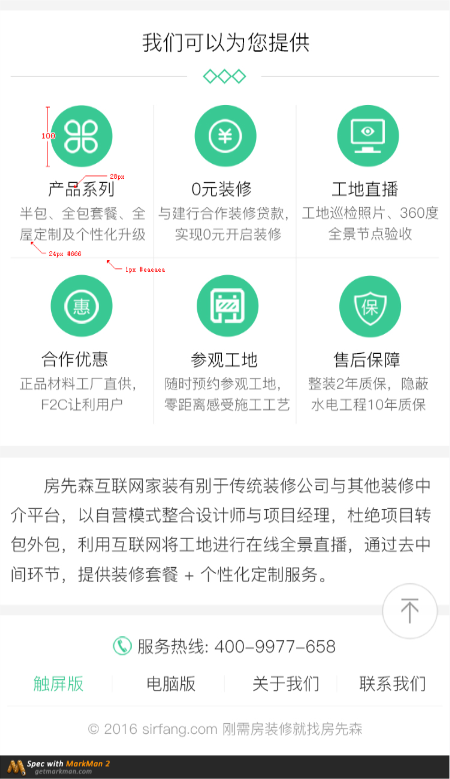 我们可以为您提供
100
¥
28px
产品系列
0元装修
工地直播
半包、全包套餐、全
屋定制及个性化升级
与建行合作装修贷款，
实现0元开启装修
工地巡检照片、360度
全景节点验收
24px #666
1px #eaeaea
惠
保
合作优惠
参观工地
售后保障
正品材料工厂直供，
F2C让利用户
随时预约参观工地，
零距离感受施工工艺
整装2年质保，隐蔽
水电工程10年质保
房先森互联网家装有别于传统装修公司与其他装修中
介平台，以自营模式整合设计师与项目经理，杜绝项目转
包外包，利用互联网将工地进行在线全景直播，通过去中
间环节，提供装修套餐 + 个性化定制服务。
服务热线: 400-9977-658
触屏版
电脑版
关于我们
联系我们
© 2016 sirfang.com 刚需房装修就找房先森
Spec with MarkMan 2
getmarkman.com